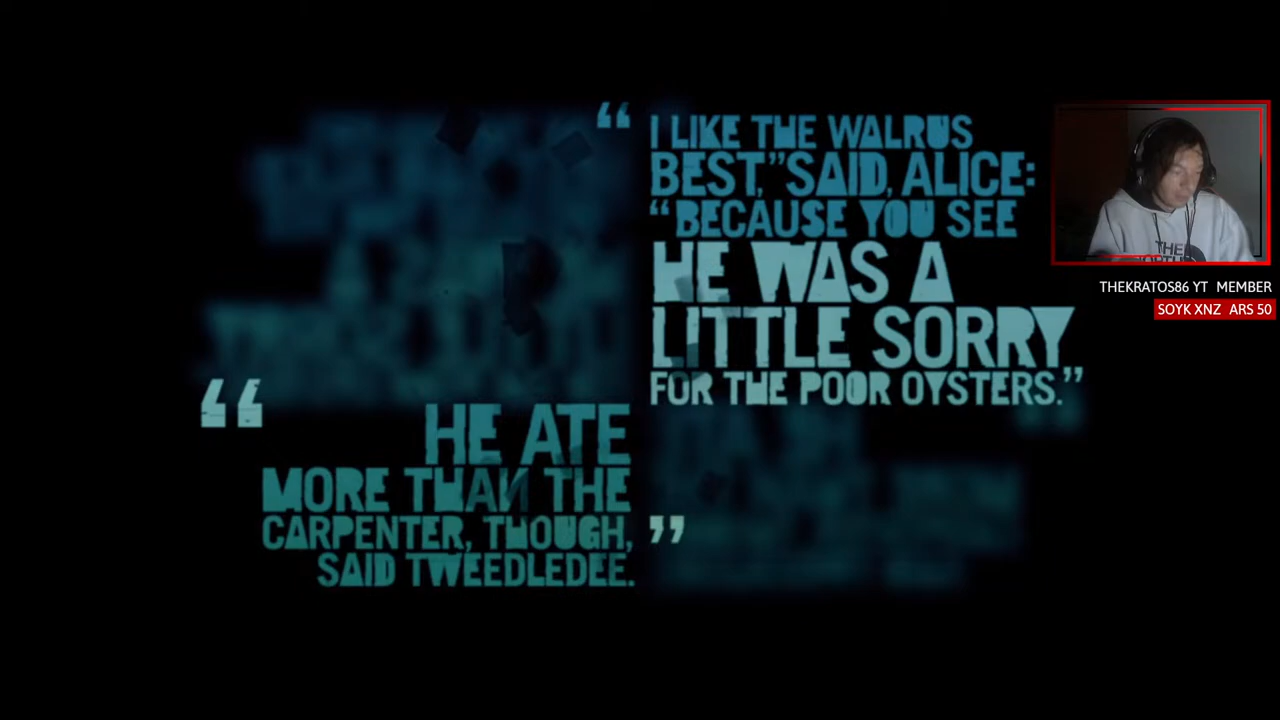 “ I LIKE THE WALRUS
BEST,” SAID, ALICE:
“ BECAUSE YOU SEE
HE WAS A
LITTLE SORRY
FOR THE POOR OYSTERS.”
“ HE ATE
MORE THAN THE
CARPENTER, THOUGH,
SAID TWEEDLEDEE.
”
THE
THEKRATOS86 YT MEMBER
SOYK XNZ ARS 50